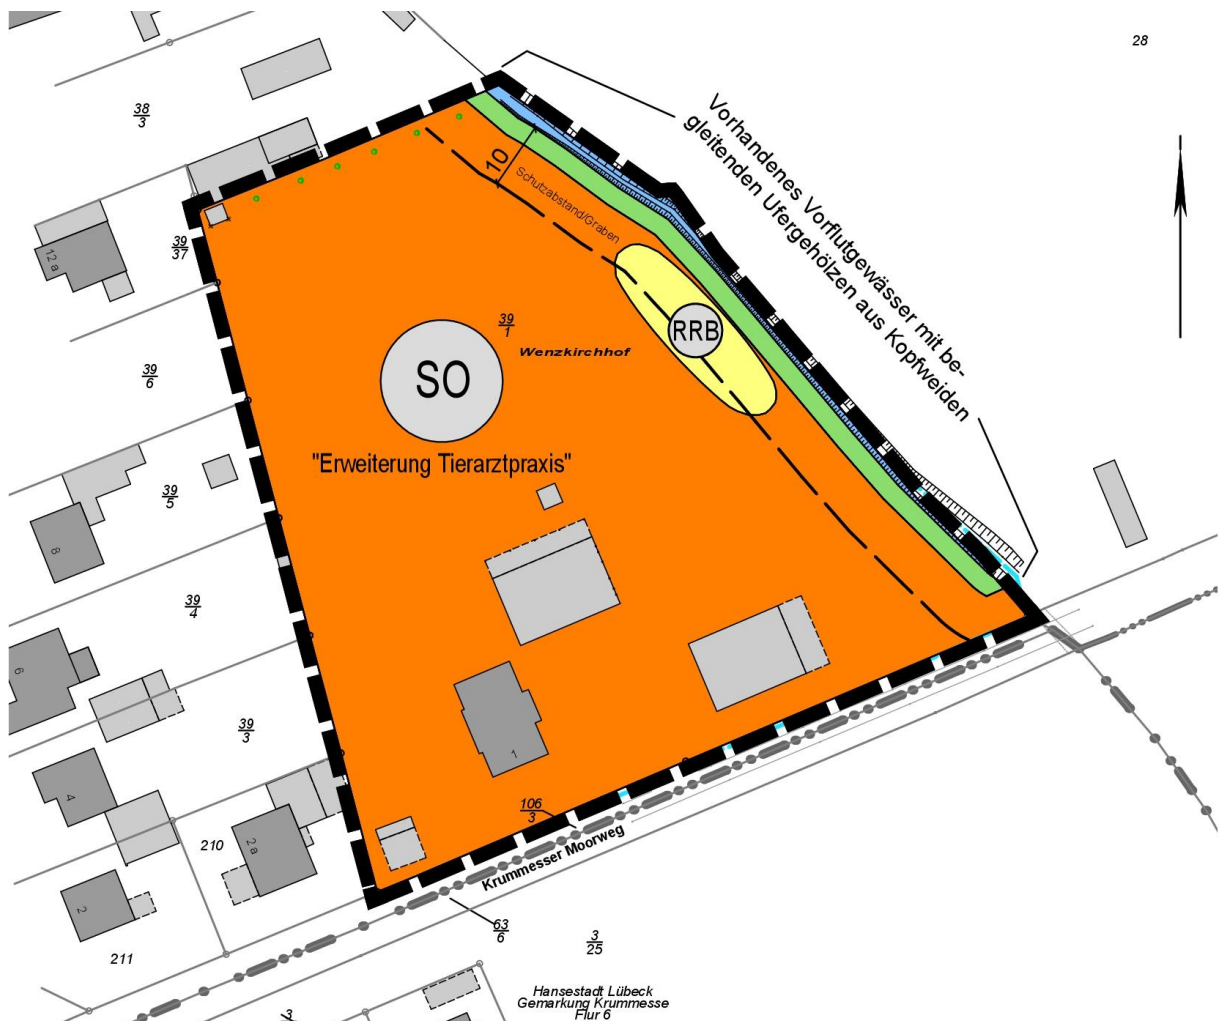 28
Vorhandenes Vorflutgewässer mit be-
gleitenden Ufergehölzen aus Kopfweiden
38
3
10
Schutzabstand/Graben
12 a
39
37
39
1
Wenzkirchhof
RRB
SO
"Erweiterung Tierarztpraxis"
39
6
39
5
8
39
4
6
39
3
1
4
106
3
Krummesser Moorweg
210
2 a
2
211
63
6
3
25
Hansestadt Lübeck
Gemarkung Krummesse
Flur 6
3